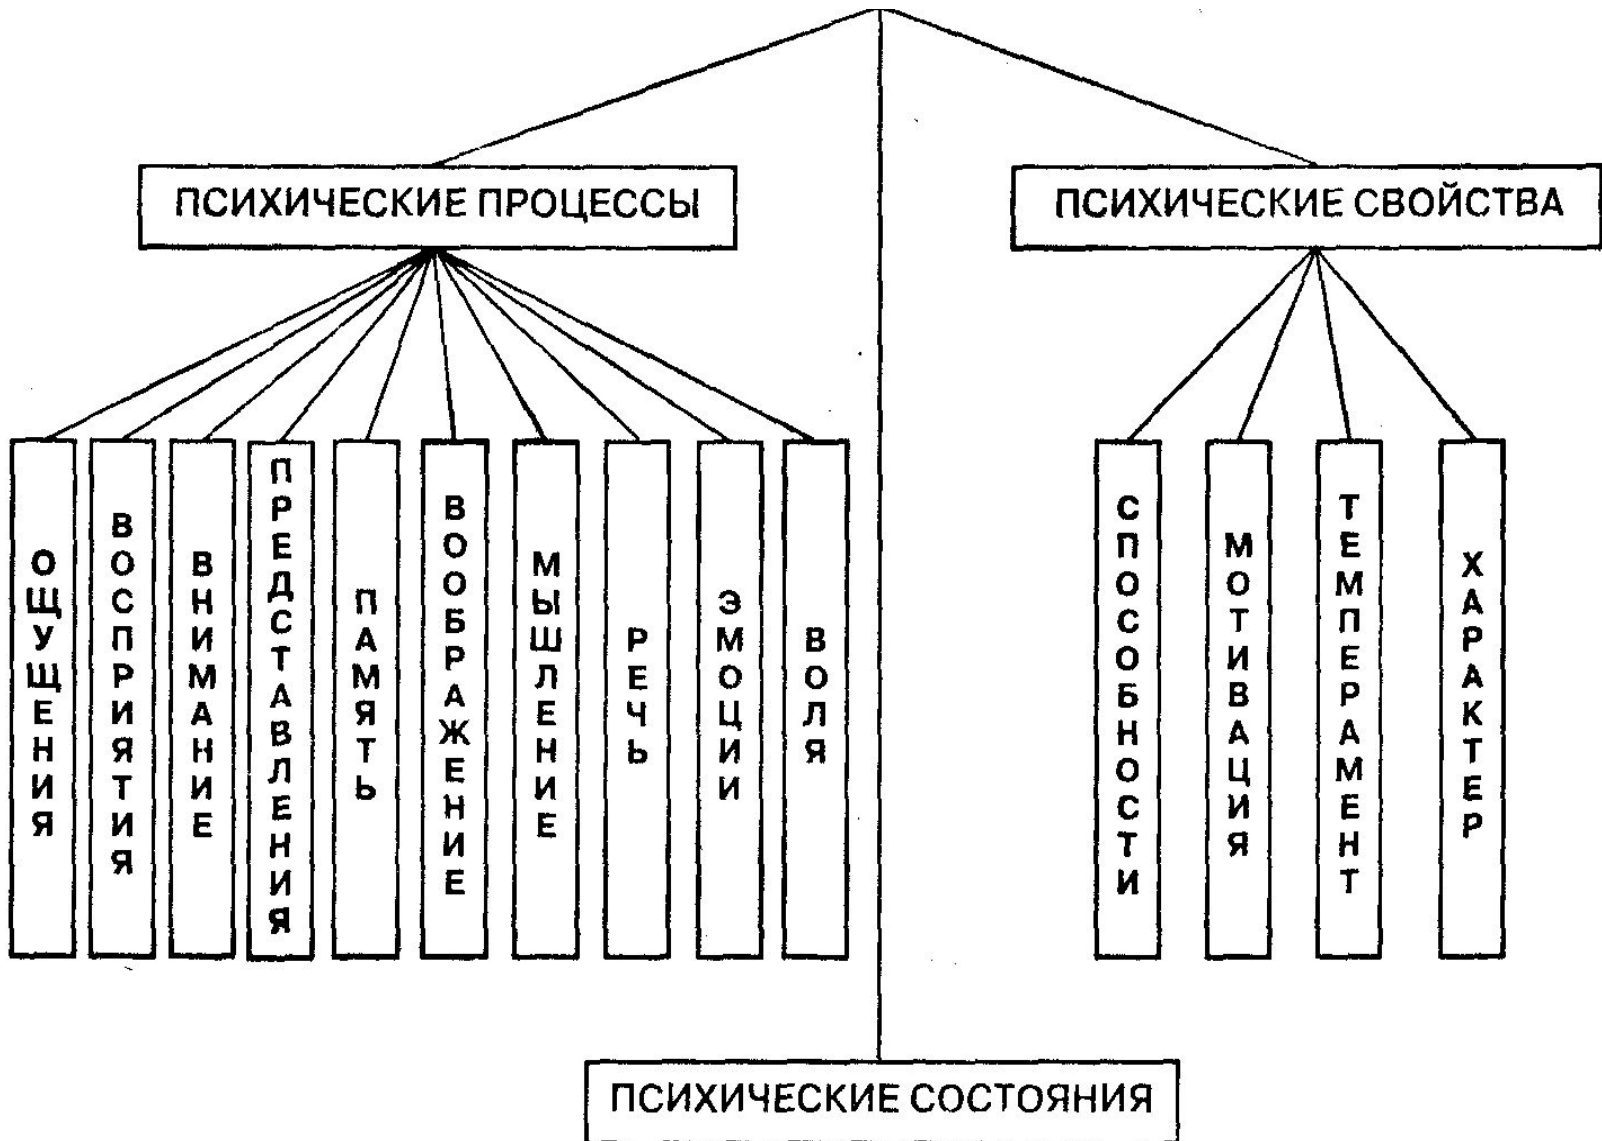 ПСИХИЧЕСКИЕ ПРОЦЕССЫ
ПСИХИЧЕСКИЕ СВОЙСТВА
ОЩУЩЕНИЯ
ВОСПРИЯТИЯ
ВНИМАНИЕ
ПРЕДСТАВЛЕНИЯ
ПАМЯТЬ
ВООБРАЖЕНИЕ
МЫШЛЕНИЕ
РЕЧЬ
ЭМОЦИИ
ВОЛЯ
СПОСОБНОСТИ
МОТИВАЦИЯ
ТЕМПЕРАМЕНТ
ХАРАКТЕР
ПСИХИЧЕСКИЕ СОСТОЯНИЯ